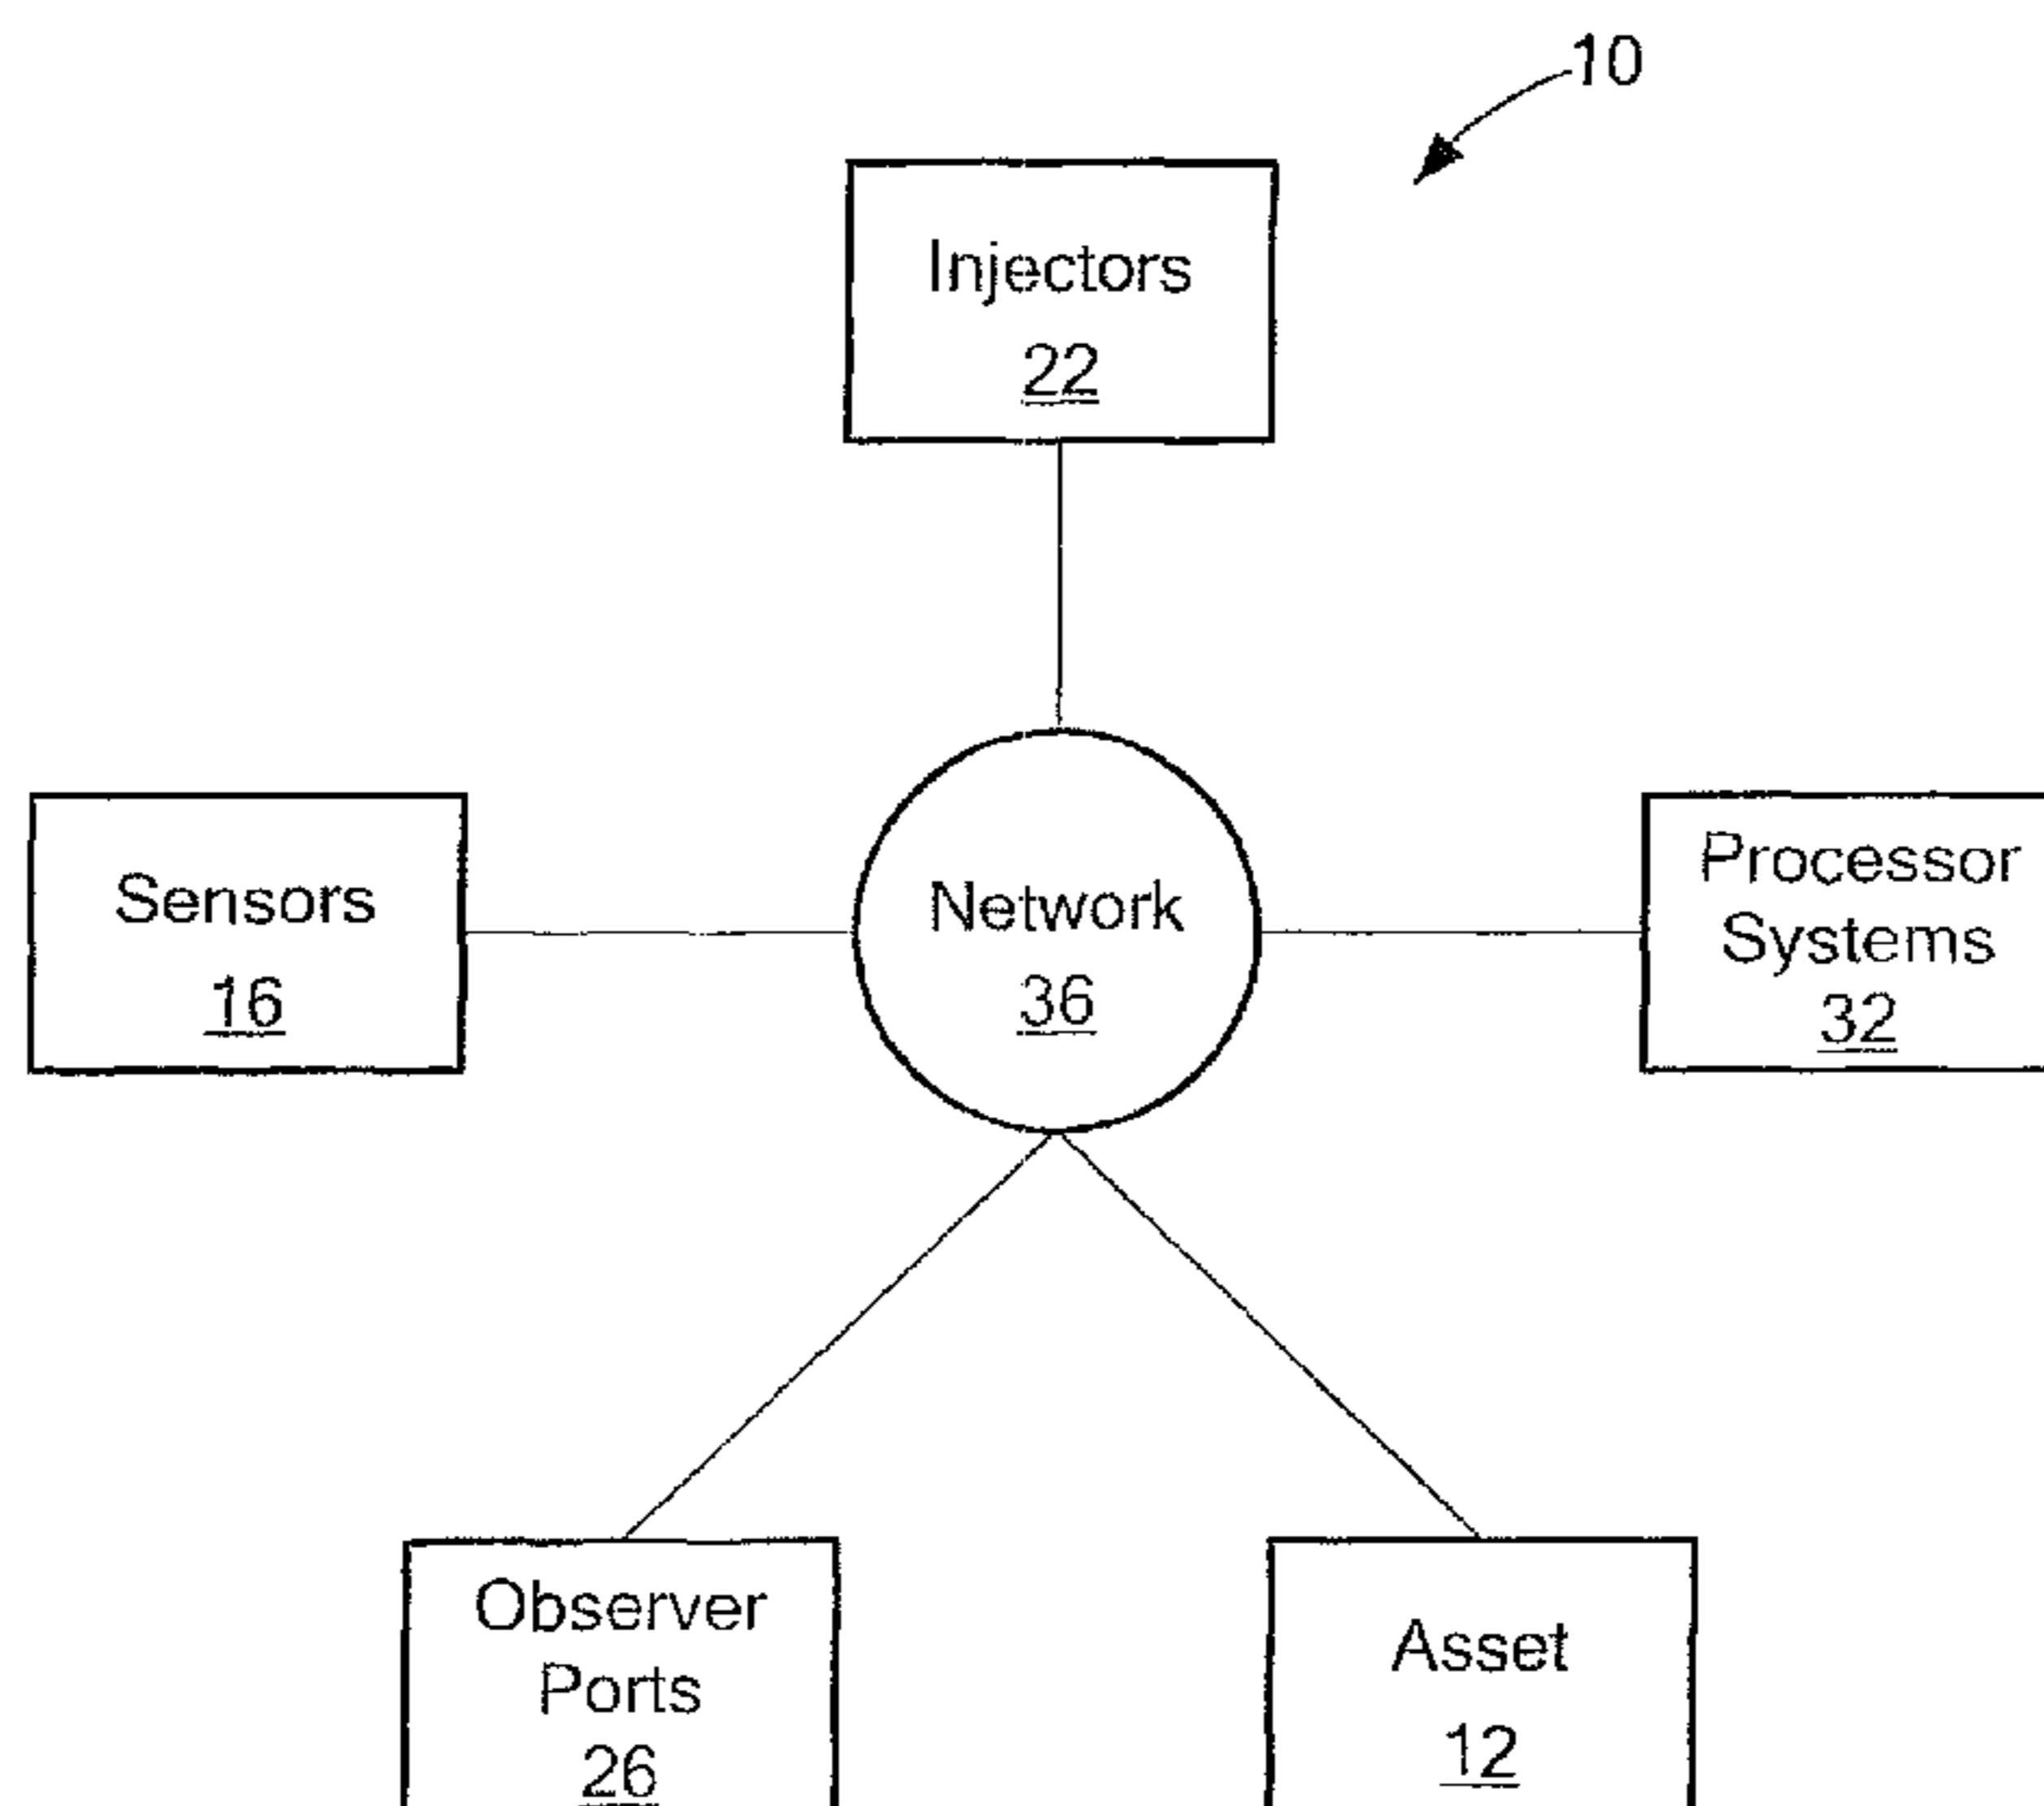 10
Injectors
22
Sensors
16
Network
36
Processor
Systems
32
Observer
Ports
26
Asset
12